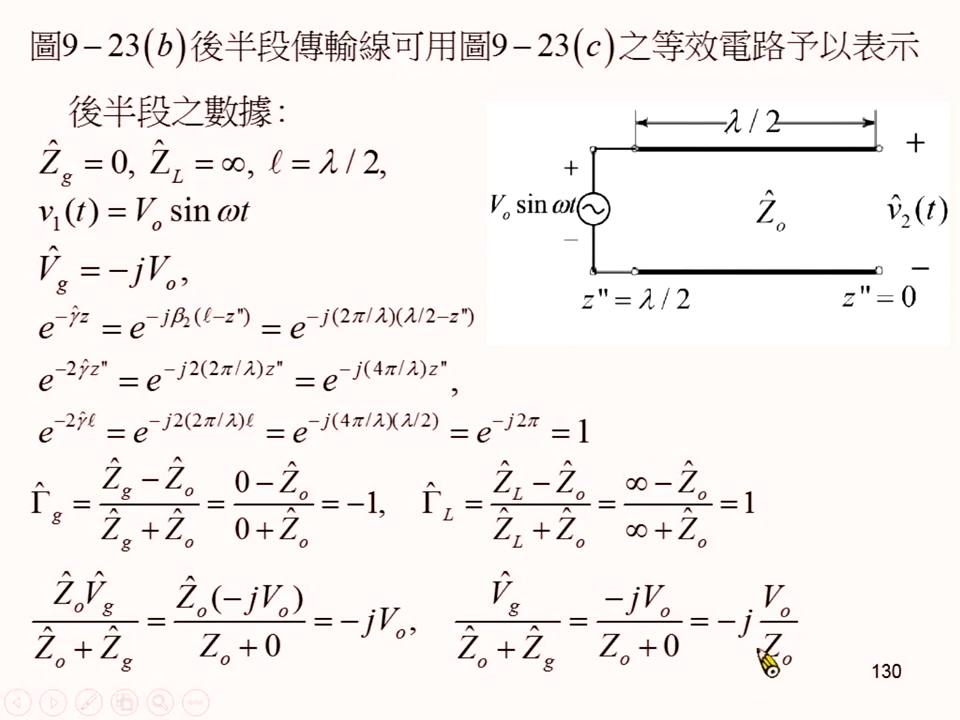 圖9−23(b)後半段傳輸線可用圖9−23(c)之等效電路予以表示
後半段之數據:
Ẑ_g = 0, Ẑ_L = ∞, ℓ = λ / 2,
v₁(t) = V_o sin ωt
V̂_g = −jV_o,
e^{−γ̂z} = e^{−jβ₂(ℓ−z")} = e^{−j(2π/λ)(λ/2−z")}
e^{−2γ̂z"} = e^{−j2(2π/λ)z"} = e^{−j(4π/λ)z"},
e^{−2γ̂ℓ} = e^{−j2(2π/λ)ℓ} = e^{−j(4π/λ)(λ/2)} = e^{−j2π} = 1
Γ̂_g = (Ẑ_g − Ẑ_o)/(Ẑ_g + Ẑ_o) = (0 − Ẑ_o)/(0 + Ẑ_o) = −1, Γ̂_L = (Ẑ_L − Ẑ_o)/(Ẑ_L + Ẑ_o) = (∞ − Ẑ_o)/(∞ + Ẑ_o) = 1
(Ẑ_o V̂_g)/(Ẑ_o + Ẑ_g) = (Ẑ_o(−jV_o))/(Z_o + 0) = −jV_o, V̂_g/(Ẑ_o + Ẑ_g) = (−jV_o)/(Z_o + 0) = −j V_o/Z_o
λ / 2
+
+
V_o sin ωt
Ẑ_o
v̂₂(t)
−
−
z" = λ / 2
z" = 0
130